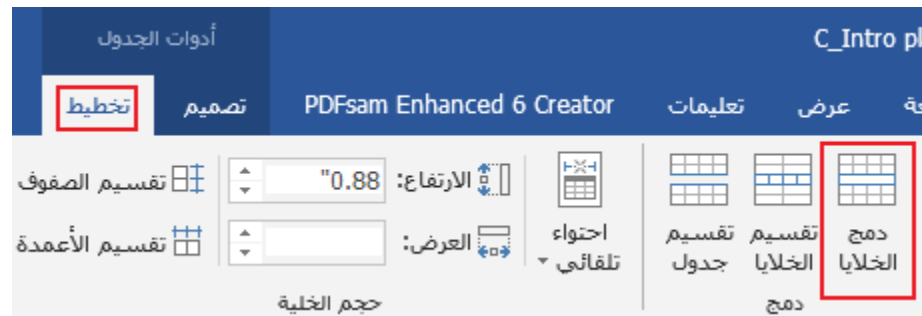 C_Intro pl
أدوات الجدول
عرض
تعليمات
PDFsam Enhanced 6 Creator
تصميم
تخطيط
دمج
الخلايا
تقسيم
الخلايا
تقسيم
جدول
دمج
احتواء
تلقائي
الارتفاع: 0.88"
العرض:
تقسيم الصفوف
تقسيم الأعمدة
حجم الخلية